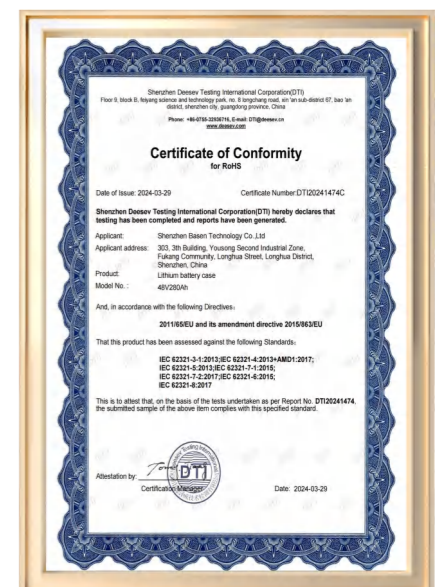 Shenzhen Deesev Testing International Corporation(DTI)
Floor 9, block B, feiyang science and technology park, no. 8 longchang road, xin 'an sub-district 67, bao 'an
district, shenzhen city, guangdong province, China
Phone: +86-0755-32936716, E-mail: DTI@deesev.cn
www.deesev.com
Certificate of Conformity
for RoHS
Date of Issue: 2024-03-29 Certificate Number:DTI20241474C
Shenzhen Deesev Testing International Corporation(DTI) hereby declares that
testing has been completed and reports have been generated.
Applicant: Shenzhen Basen Technology Co.,Ltd
Applicant address: 303, 3th Building, Yousong Second Industrial Zone,
Fukang Community, Longhua Street, Longhua District,
Shenzhen, China
Product: Lithium battery case
Model No. : 48V280Ah
And, in accordance with the following Directives:
2011/65/EU and its amendment directive 2015/863/EU
That this product has been assessed against the following Standards:
IEC 62321-3-1:2013;IEC 62321-4:2013+AMD1:2017;
IEC 62321-5:2013;IEC 62321-7-1:2015;
IEC 62321-7-2:2017;IEC 62321-6:2015;
IEC 62321-8:2017
This is to attest that, on the basis of the tests undertaken as per Report No. DTI20241474,
the submitted sample of the above item complies with this specified standard.
DTI
Attestation by:
Certification Manager Date: 2024-03-29